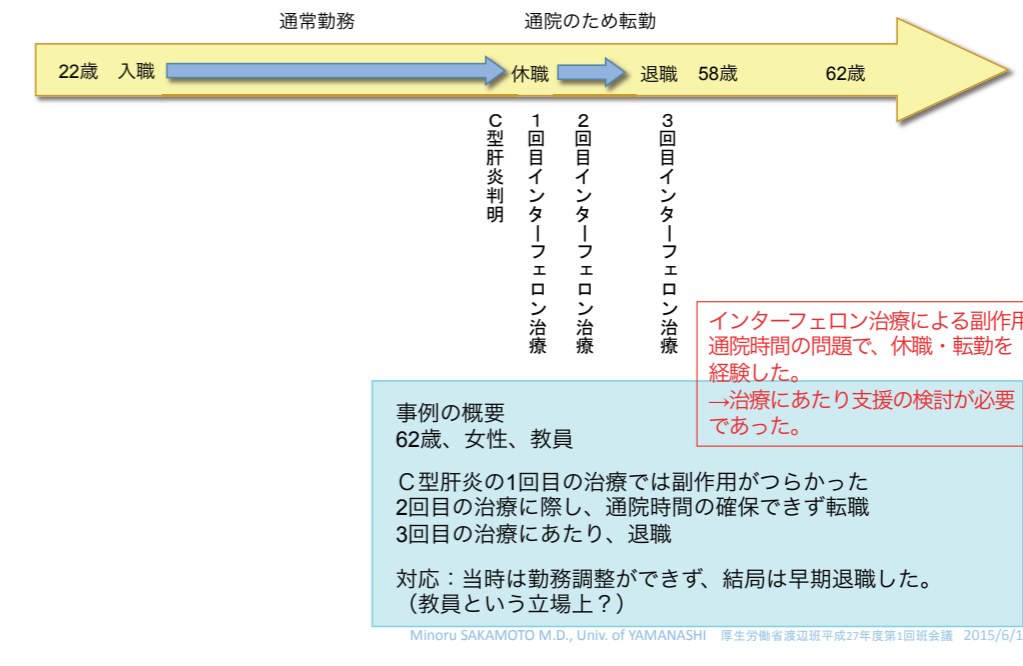 通常勤務
通院のため転勤
22歳 入職
休職
退職 58歳
62歳
C型肝炎判明
1回目インターフェロン治療
2回目インターフェロン治療
3回目インターフェロン治療
インターフェロン治療による副作用
通院時間の問題で、休職・転勤を
経験した。
→治療にあたり支援の検討が必要
であった。
事例の概要
62歳、女性、教員
C型肝炎の1回目の治療では副作用がつらかった
2回目の治療に際し、通院時間の確保できず転職
3回目の治療にあたり、退職
対応：当時は勤務調整ができず、結局は早期退職した。
（教員という立場上？）
Minoru SAKAMOTO M.D., Univ. of YAMANASHI 厚生労働省渡辺班平成27年度第1回班会議 2015/6/1